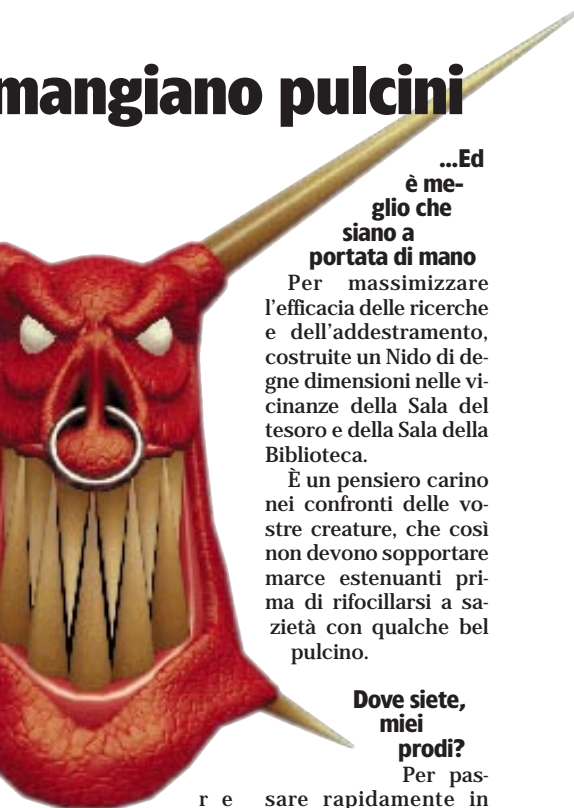 mangiano pulcini
...Ed
è me-
glio che
siano a
portata di mano
Per massimizzare
l'efficacia delle ricerche
e dell'addestramento,
costruite un Nido di de-
gne dimensioni nelle vi-
cinanze della Sala del
tesoro e della Sala della
Biblioteca.
È un pensiero carino
nei confronti delle vo-
stre creature, che così
non devono sopportare
marce estenuanti pri-
ma di rifocillarsi a sa-
zietà con qualche bel
pulcino.
Dove siete,
miei
prodi?
Per pas-
r e sare rapidamente in